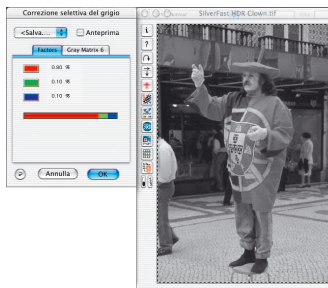 Correzione selettiva del grigio
<Salva....
Anteprima
Factors
Gray Matrix 6
0.80 %
0.10 %
0.10 %
Annulla
OK
SilverFast HDR Clown.tif